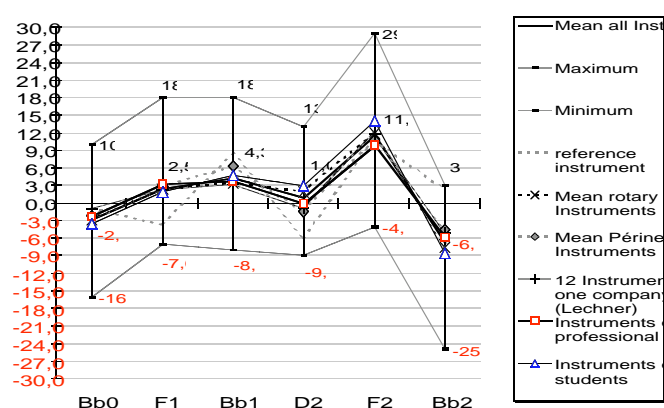 30,0
27,0
24,0
21,0
18,0
15,0
12,0
9,0
6,0
3,0
0,0
-3,0
-6,0
-9,0
-12,0
-15,0
-18,0
-21,0
-24,0
-27,0
-30,0
10
18
18
29
2,
4,
11,
3
-2,
-16
-7,
-8,
-9,
-4,
-6,
-25
Bb0 F1 Bb1 D2 F2 Bb2
Mean all Inst
Maximum
Minimum
reference
instrument
Mean rotary
Instruments
Mean Périne
Instruments
12 Instrumen
one company
(Lechner)
Instruments
professional
Instruments
students